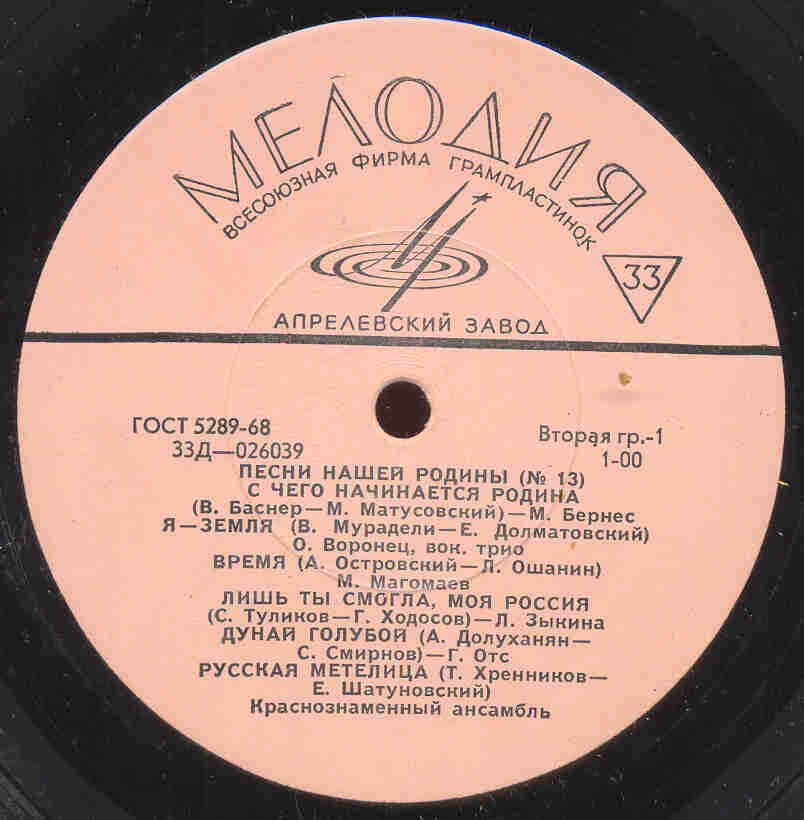 МЕЛОДИЯ
ВСЕСОЮЗНАЯ ФИРМА ГРАМПЛАСТИНОК
33
АПРЕЛЕВСКИЙ ЗАВОД
ГОСТ 5289-68
Вторая гр.-1
33Д—026039
1-00
ПЕСНИ НАШЕЙ РОДИНЫ (№ 13)
С ЧЕГО НАЧИНАЕТСЯ РОДИНА
(В. Баснер—М. Матусовский)—М. Бернес
Я—ЗЕМЛЯ (В. Мурадели—Е. Долматовский)
О. Воронец, вок. трио
ВРЕМЯ (А. Островский—Л. Ошанин)
М. Магомаев
ЛИШЬ ТЫ СМОГЛА, МОЯ РОССИЯ
(С. Туликов—Г. Ходосов)—Л. Зыкина
ДУНАЙ ГОЛУБОЙ (А. Долуханян—
С. Смирнов)—Г. Отс
РУССКАЯ МЕТЕЛИЦА (Т. Хренников—
Е. Шатуновский)
Краснознаменный ансамбль